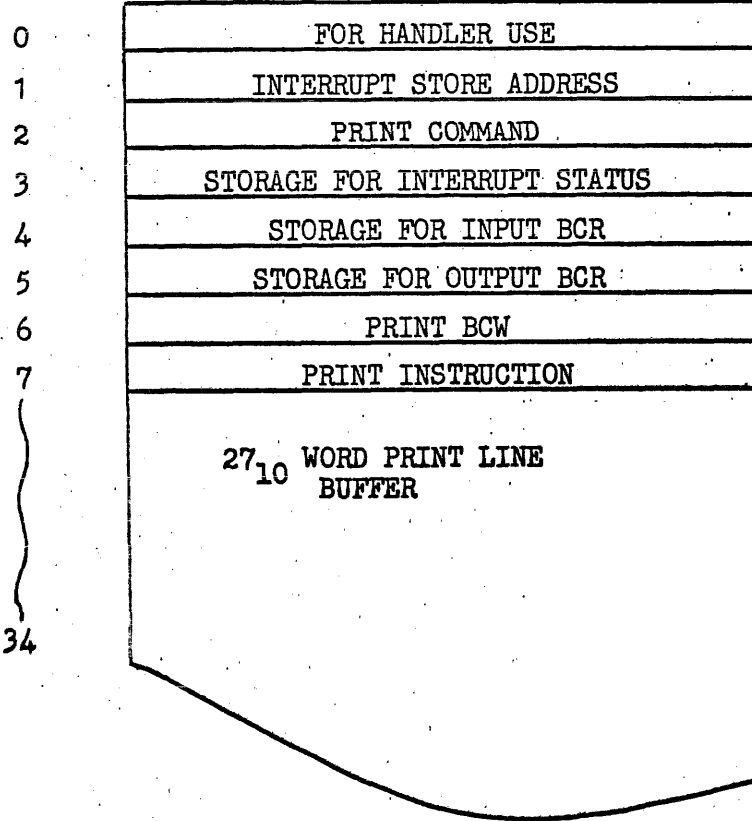 0 FOR HANDLER USE
1 INTERRUPT STORE ADDRESS
2 PRINT COMMAND
3 STORAGE FOR INTERRUPT STATUS
4 STORAGE FOR INPUT BCR
5 STORAGE FOR OUTPUT BCR
6 PRINT BCW
7 PRINT INSTRUCTION
27₁₀ WORD PRINT LINE
BUFFER
34